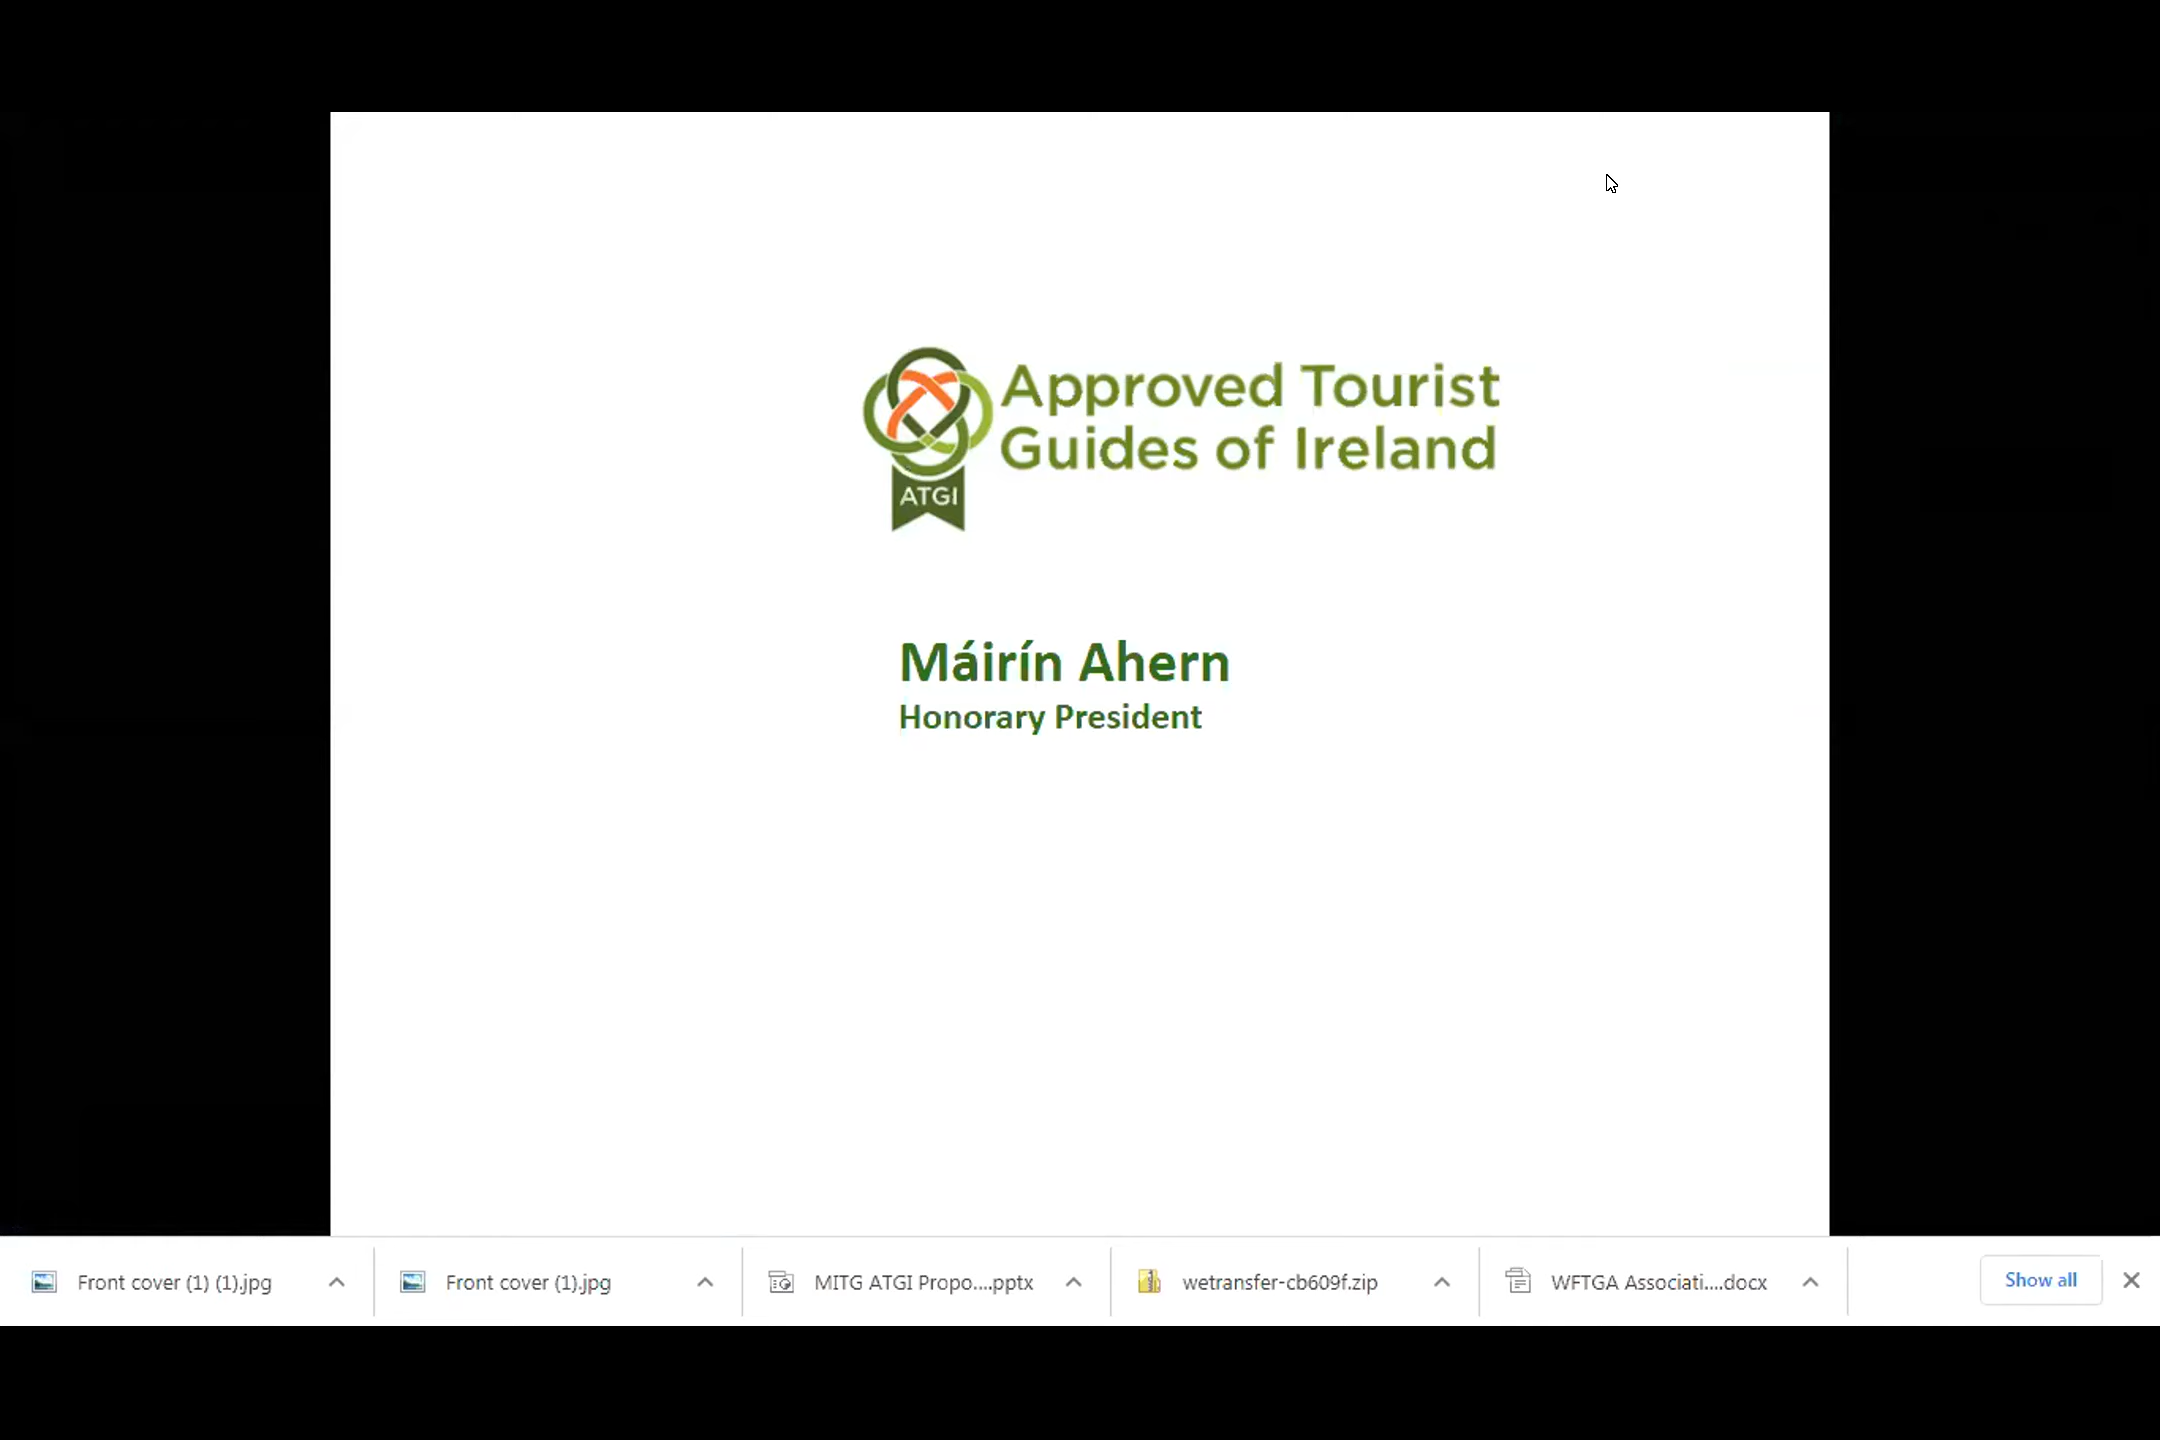 Approved Tourist
Guides of Ireland
ATGI
Máirín Ahern
Honorary President
Front cover (1) (1).jpg
Front cover (1).jpg
MITG ATGI Propo....pptx
wetransfer-cb609f.zip
WFTGA Associati....docx
Show all